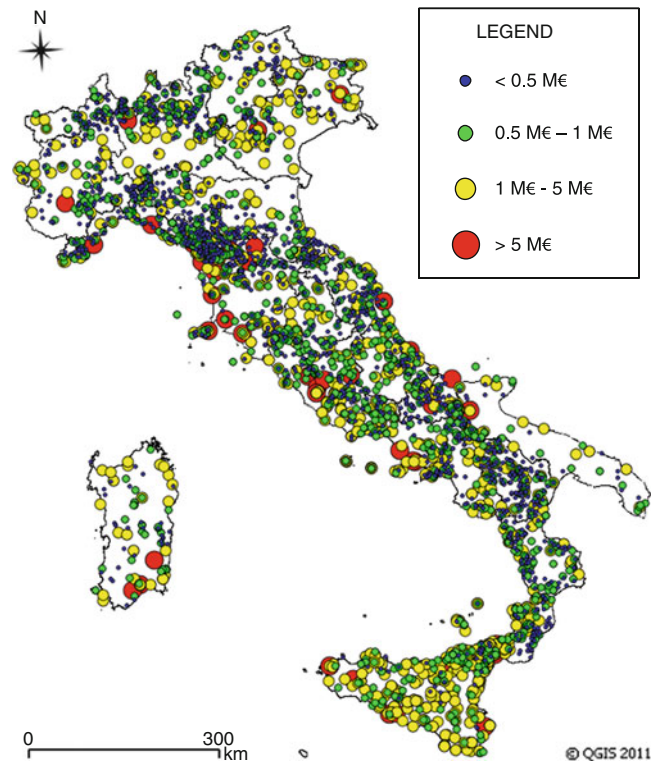 N
LEGEND
< 0.5 M€
0.5 M€ – 1 M€
1 M€ - 5 M€
> 5 M€
0 300
km
© QGIS 2011